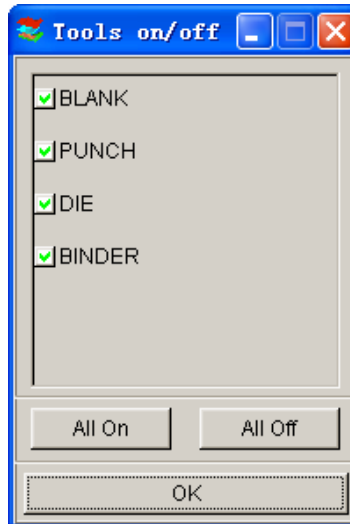 Tools on/off
BLANK
PUNCH
DIE
BINDER
All On All Off
OK